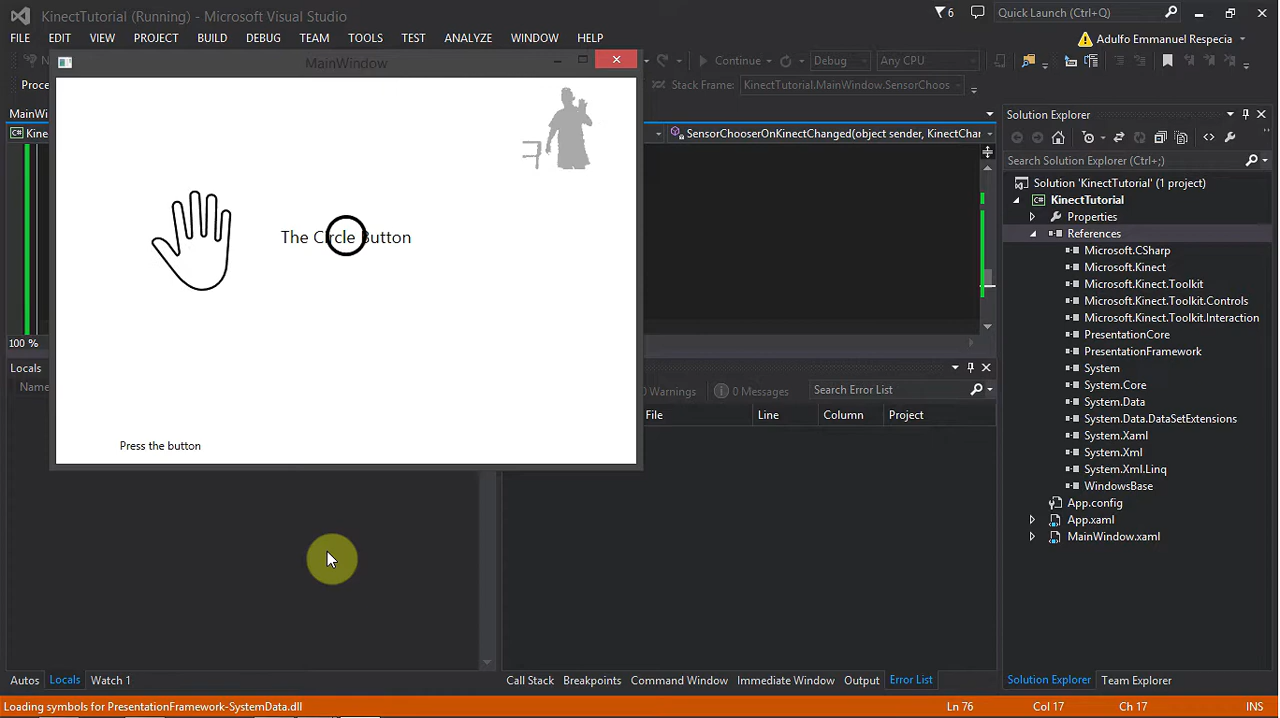 KinectTutorial (Running) - Microsoft Visual Studio
6
Quick Launch (Ctrl+Q)
FILE EDIT VIEW PROJECT BUILD DEBUG TEAM TOOLS TEST ANALYZE WINDOW HELP
Adulfo Emmanuel Respecia
MainWindow
Continue
Debug
Any CPU
Stack Frame: KinectTutorial.MainWindow.SensorChoos
SensorChooserOnKinectChanged(object sender, KinectChar
The Circle Button
Press the button
100 %
Locals
0 Warnings
0 Messages
Search Error List
File Line Column Project
Autos Locals Watch 1
Call Stack Breakpoints Command Window Immediate Window Output Error List
Solution Explorer
Search Solution Explorer (Ctrl+;)
Solution 'KinectTutorial' (1 project)
KinectTutorial
Properties
References
Microsoft.CSharp
Microsoft.Kinect
Microsoft.Kinect.Toolkit
Microsoft.Kinect.Toolkit.Controls
Microsoft.Kinect.Toolkit.Interaction
PresentationCore
PresentationFramework
System
System.Core
System.Data
System.Data.DataSetExtensions
System.Xaml
System.Xml
System.Xml.Linq
WindowsBase
App.config
App.xaml
MainWindow.xaml
Solution Explorer Team Explorer
Loading symbols for PresentationFramework-SystemData.dll
Ln 76 Col 17 Ch 17 INS